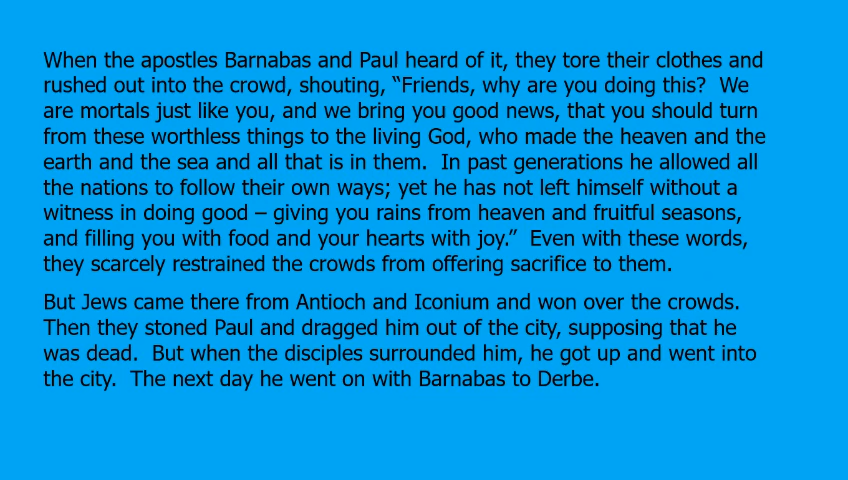 When the apostles Barnabas and Paul heard of it, they tore their clothes and
rushed out into the crowd, shouting, “Friends, why are you doing this?  We
are mortals just like you, and we bring you good news, that you should turn
from these worthless things to the living God, who made the heaven and the
earth and the sea and all that is in them.  In past generations he allowed all
the nations to follow their own ways; yet he has not left himself without a
witness in doing good – giving you rains from heaven and fruitful seasons,
and filling you with food and your hearts with joy.”  Even with these words,
they scarcely restrained the crowds from offering sacrifice to them.
But Jews came there from Antioch and Iconium and won over the crowds.
Then they stoned Paul and dragged him out of the city, supposing that he
was dead.  But when the disciples surrounded him, he got up and went into
the city.  The next day he went on with Barnabas to Derbe.